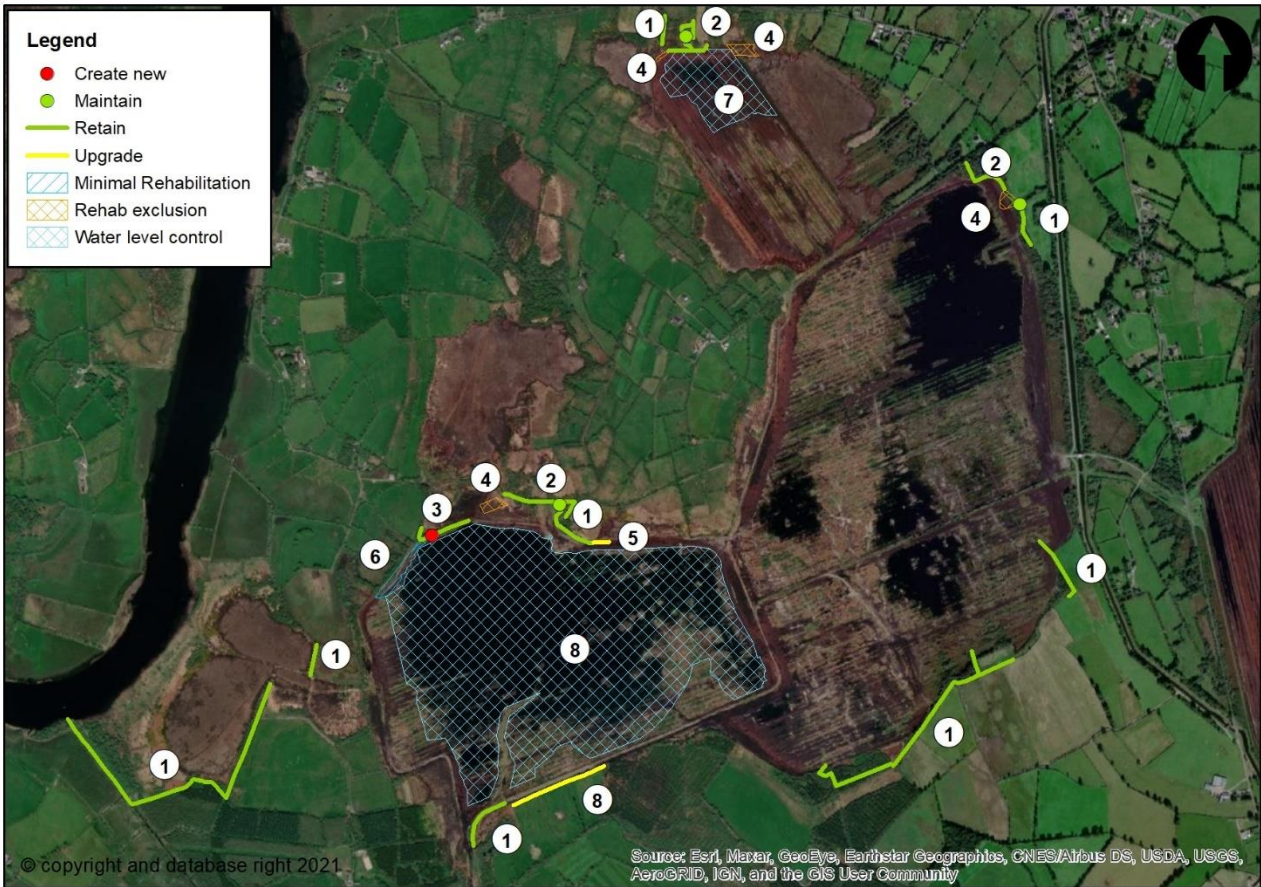 Legend
Create new
Maintain
Retain
Upgrade
Minimal Rehabilitation
Rehab exclusion
Water level control
1
2
4
4
7
2
4
1
4
2
3
1
5
6
1
1
8
1
1
8
1
© copyright and database right 2021
Source: Esri, Maxar, GeoEye, Earthstar Geographics, CNES/Airbus DS, USDA, USGS,
AeroGRID, IGN, and the GIS User Community